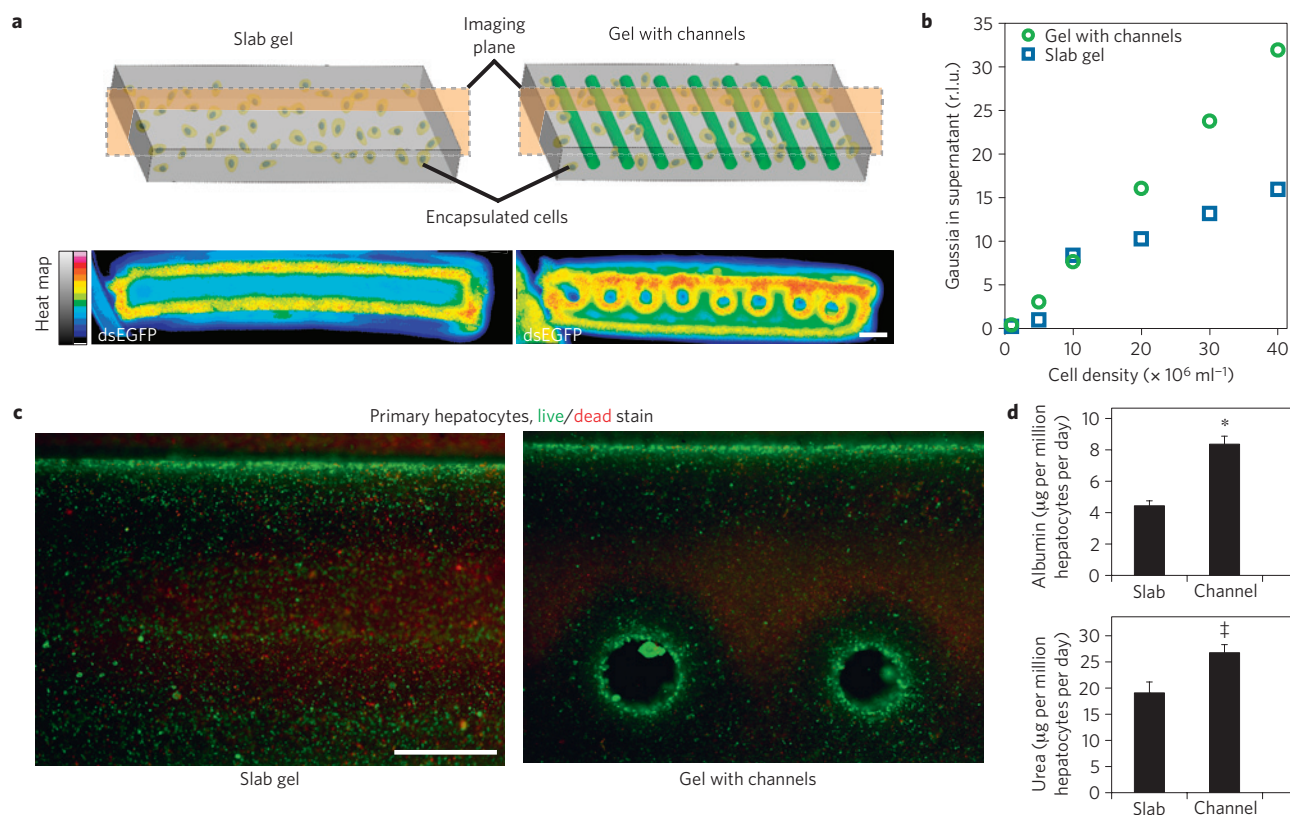 a
Slab gel
Imaging
plane
Gel with channels
Encapsulated cells
Heat map
dsEGFP
dsEGFP
b
Gaussia in supernatant (r.l.u.)
35
30
25
20
15
10
5
0
Gel with channels
Slab gel
0
10
20
30
40
Cell density (× 10⁶ ml⁻¹)
c
Primary hepatocytes, live/dead stain
Slab gel
Gel with channels
d
Albumin (µg per million
hepatocytes per day)
10
8
6
4
2
0
*
Slab
Channel
Urea (µg per million
hepatocytes per day)
30
25
20
15
10
5
0
‡
Slab
Channel